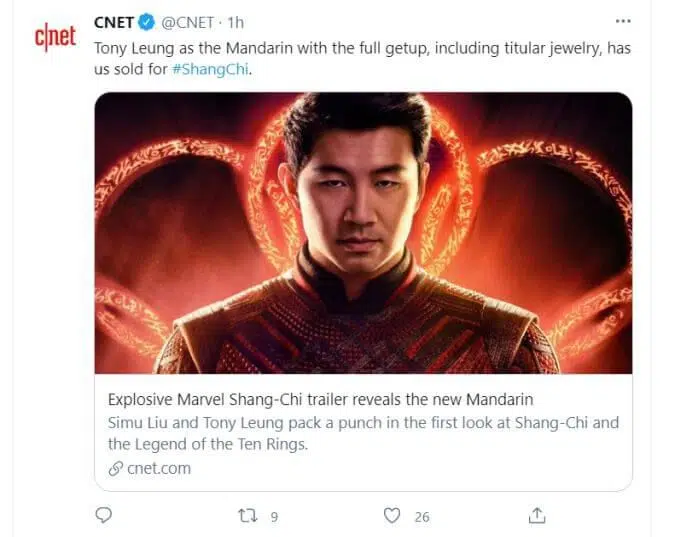 c|net
CNET @CNET · 1h
Tony Leung as the Mandarin with the full getup, including titular jewelry, has
us sold for #ShangChi.
Explosive Marvel Shang-Chi trailer reveals the new Mandarin
Simu Liu and Tony Leung pack a punch in the first look at Shang-Chi and
the Legend of the Ten Rings.
cnet.com
9
26